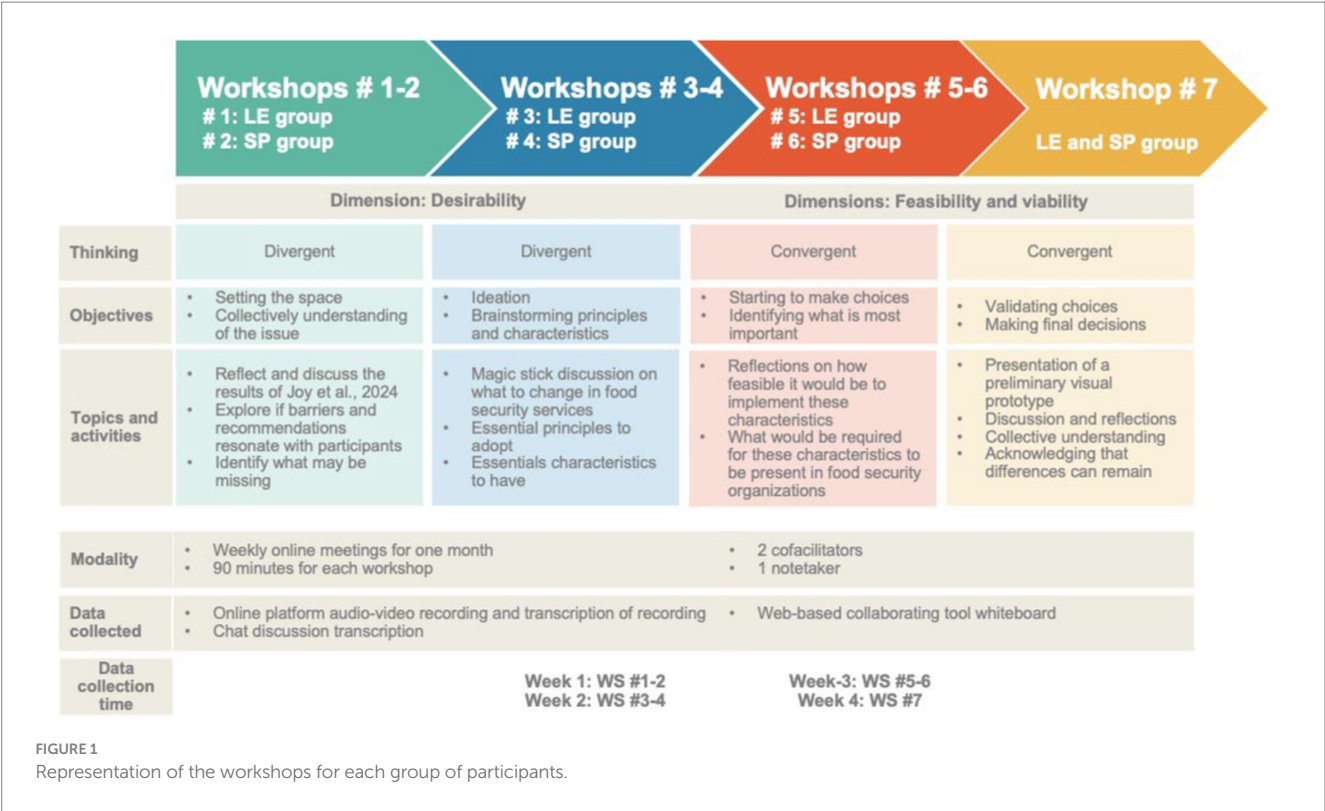 Workshops # 1-2
# 1: LE group
# 2: SP group
Workshops # 3-4
# 3: LE group
# 4: SP group
Workshops # 5-6
# 5: LE group
# 6: SP group
Workshop # 7
LE and SP group
Dimension: Desirability
Dimensions: Feasibility and viability
Thinking
Divergent
Divergent
Convergent
Convergent
Objectives
• Setting the space
• Collectively understanding
of the issue
• Ideation
• Brainstorming principles
and characteristics
• Starting to make choices
• Identifying what is most
important
• Validating choices
• Making final decisions
Topics and
activities
• Reflect and discuss the
results of Joy et al., 2024
• Explore if barriers and
recommendations
resonate with participants
• Identify what may be
missing
• Magic stick discussion on
what to change in food
security services
• Essential principles to
adopt
• Essentials characteristics
to have
• Reflections on how
feasible it would be to
implement these
characteristics
• What would be required
for these characteristics to
be present in food security
organizations
• Presentation of a
preliminary visual
prototype
• Discussion and reflections
• Collective understanding
• Acknowledging that
differences can remain
Modality
• Weekly online meetings for one month
• 90 minutes for each workshop
• 2 cofacilitators
• 1 notetaker
Data
collected
• Online platform audio-video recording and transcription of recording
• Chat discussion transcription
• Web-based collaborating tool whiteboard
Data
collection
time
Week 1: WS #1-2
Week 2: WS #3-4
Week-3: WS #5-6
Week 4: WS #7
FIGURE 1
Representation of the workshops for each group of participants.